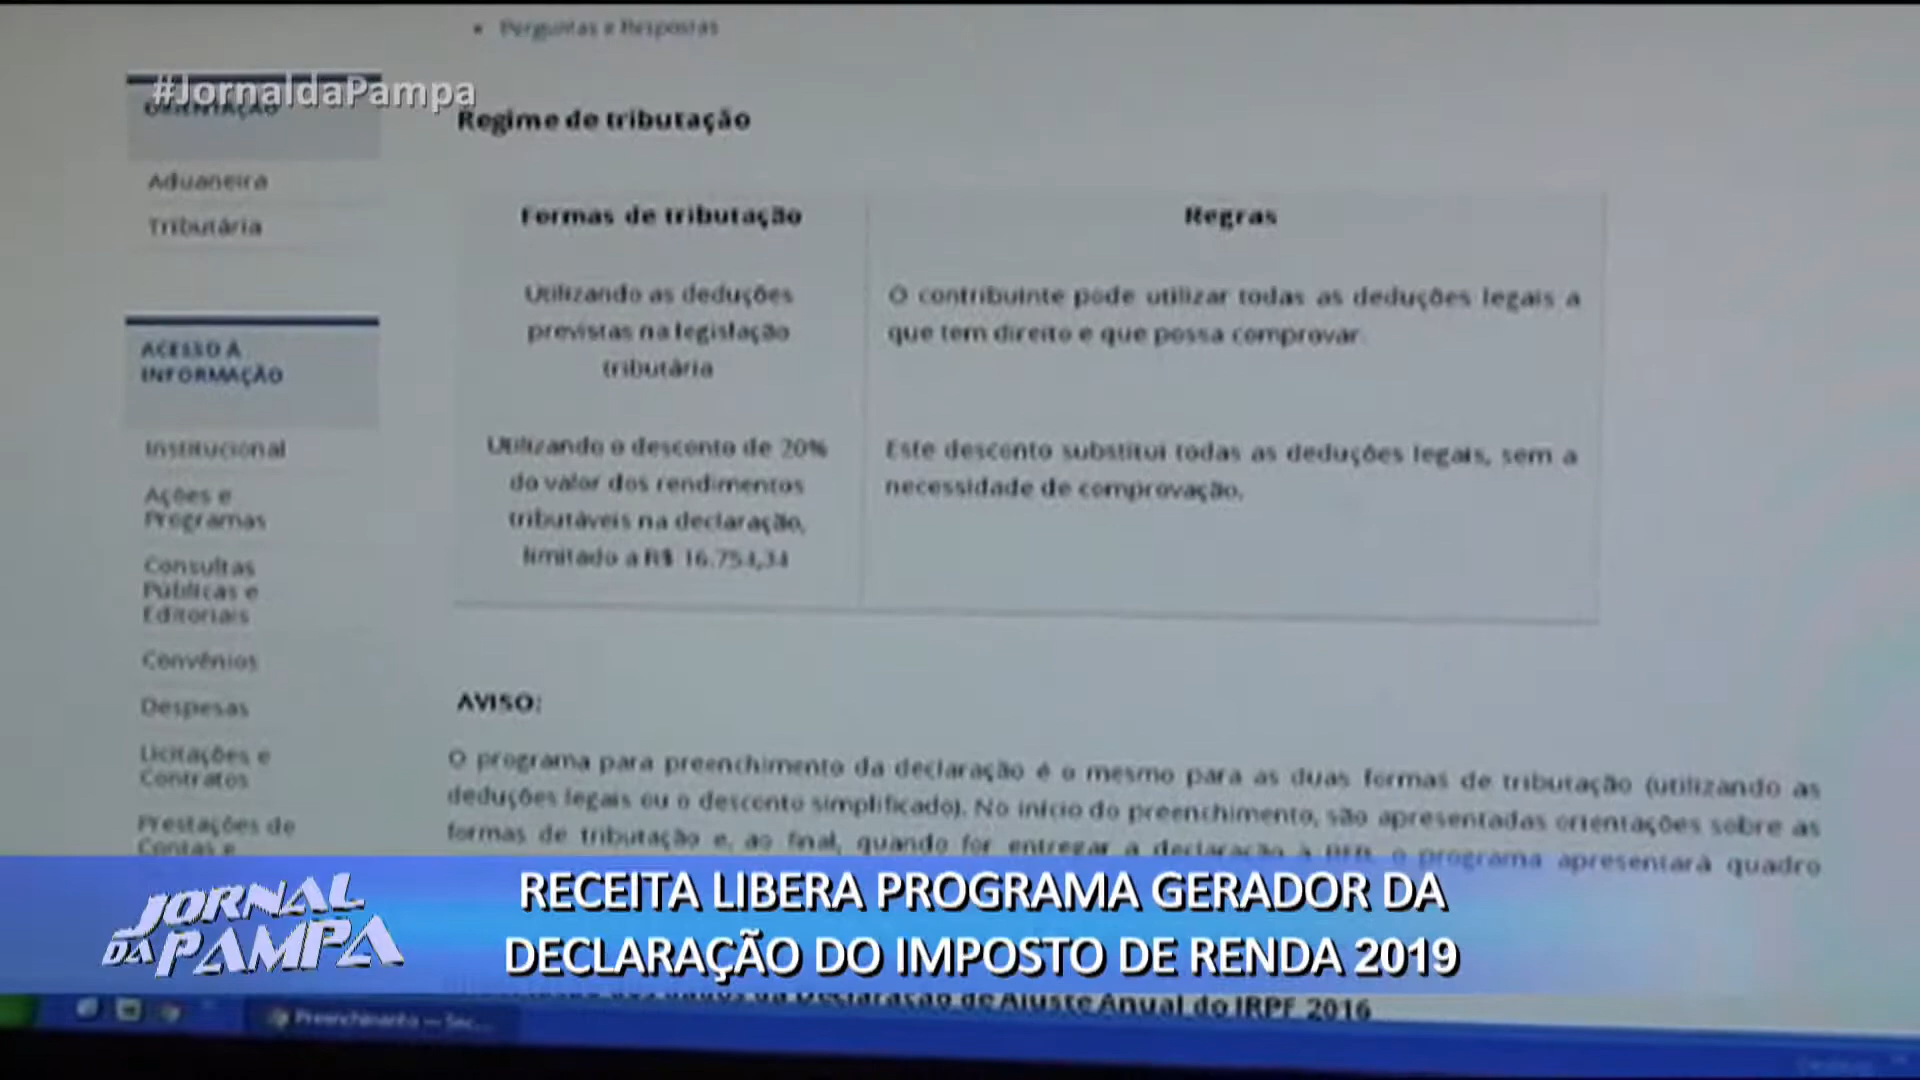 Perguntas e Respostas
#JornaldaPampa
ORIENTAÇÃO
Aduaneira
Tributária
ACESSO À
INFORMAÇÃO
Institucional
Ações e
Programas
Consultas
Públicas e
Editoriais
Convênios
Despesas
Licitações e
Contratos
Prestações de
Contas e
Regime de tributação
Formas de tributação
Regras
Utilizando as deduções
previstas na legislação
tributária
O contribuinte pode utilizar todas as deduções legais a
que tem direito e que possa comprovar.
Utilizando o desconto de 20%
do valor dos rendimentos
tributáveis na declaração,
limitado a R$ 16.754,34
Este desconto substitui todas as deduções legais, sem a
necessidade de comprovação.
AVISO:
O programa para preenchimento da declaração é o mesmo para as duas formas de tributação (utilizando as
deduções legais ou o desconto simplificado). No início do preenchimento, são apresentadas orientações sobre as
formas de tributação e, ao final, quando for entregar a declaração à RFB, o programa apresentará quadro
JORNAL
DA PAMPA
RECEITA LIBERA PROGRAMA GERADOR DA
DECLARAÇÃO DO IMPOSTO DE RENDA 2019
da Declaração de Ajuste Anual do IRPF 2016
Preenchimento — Sec...